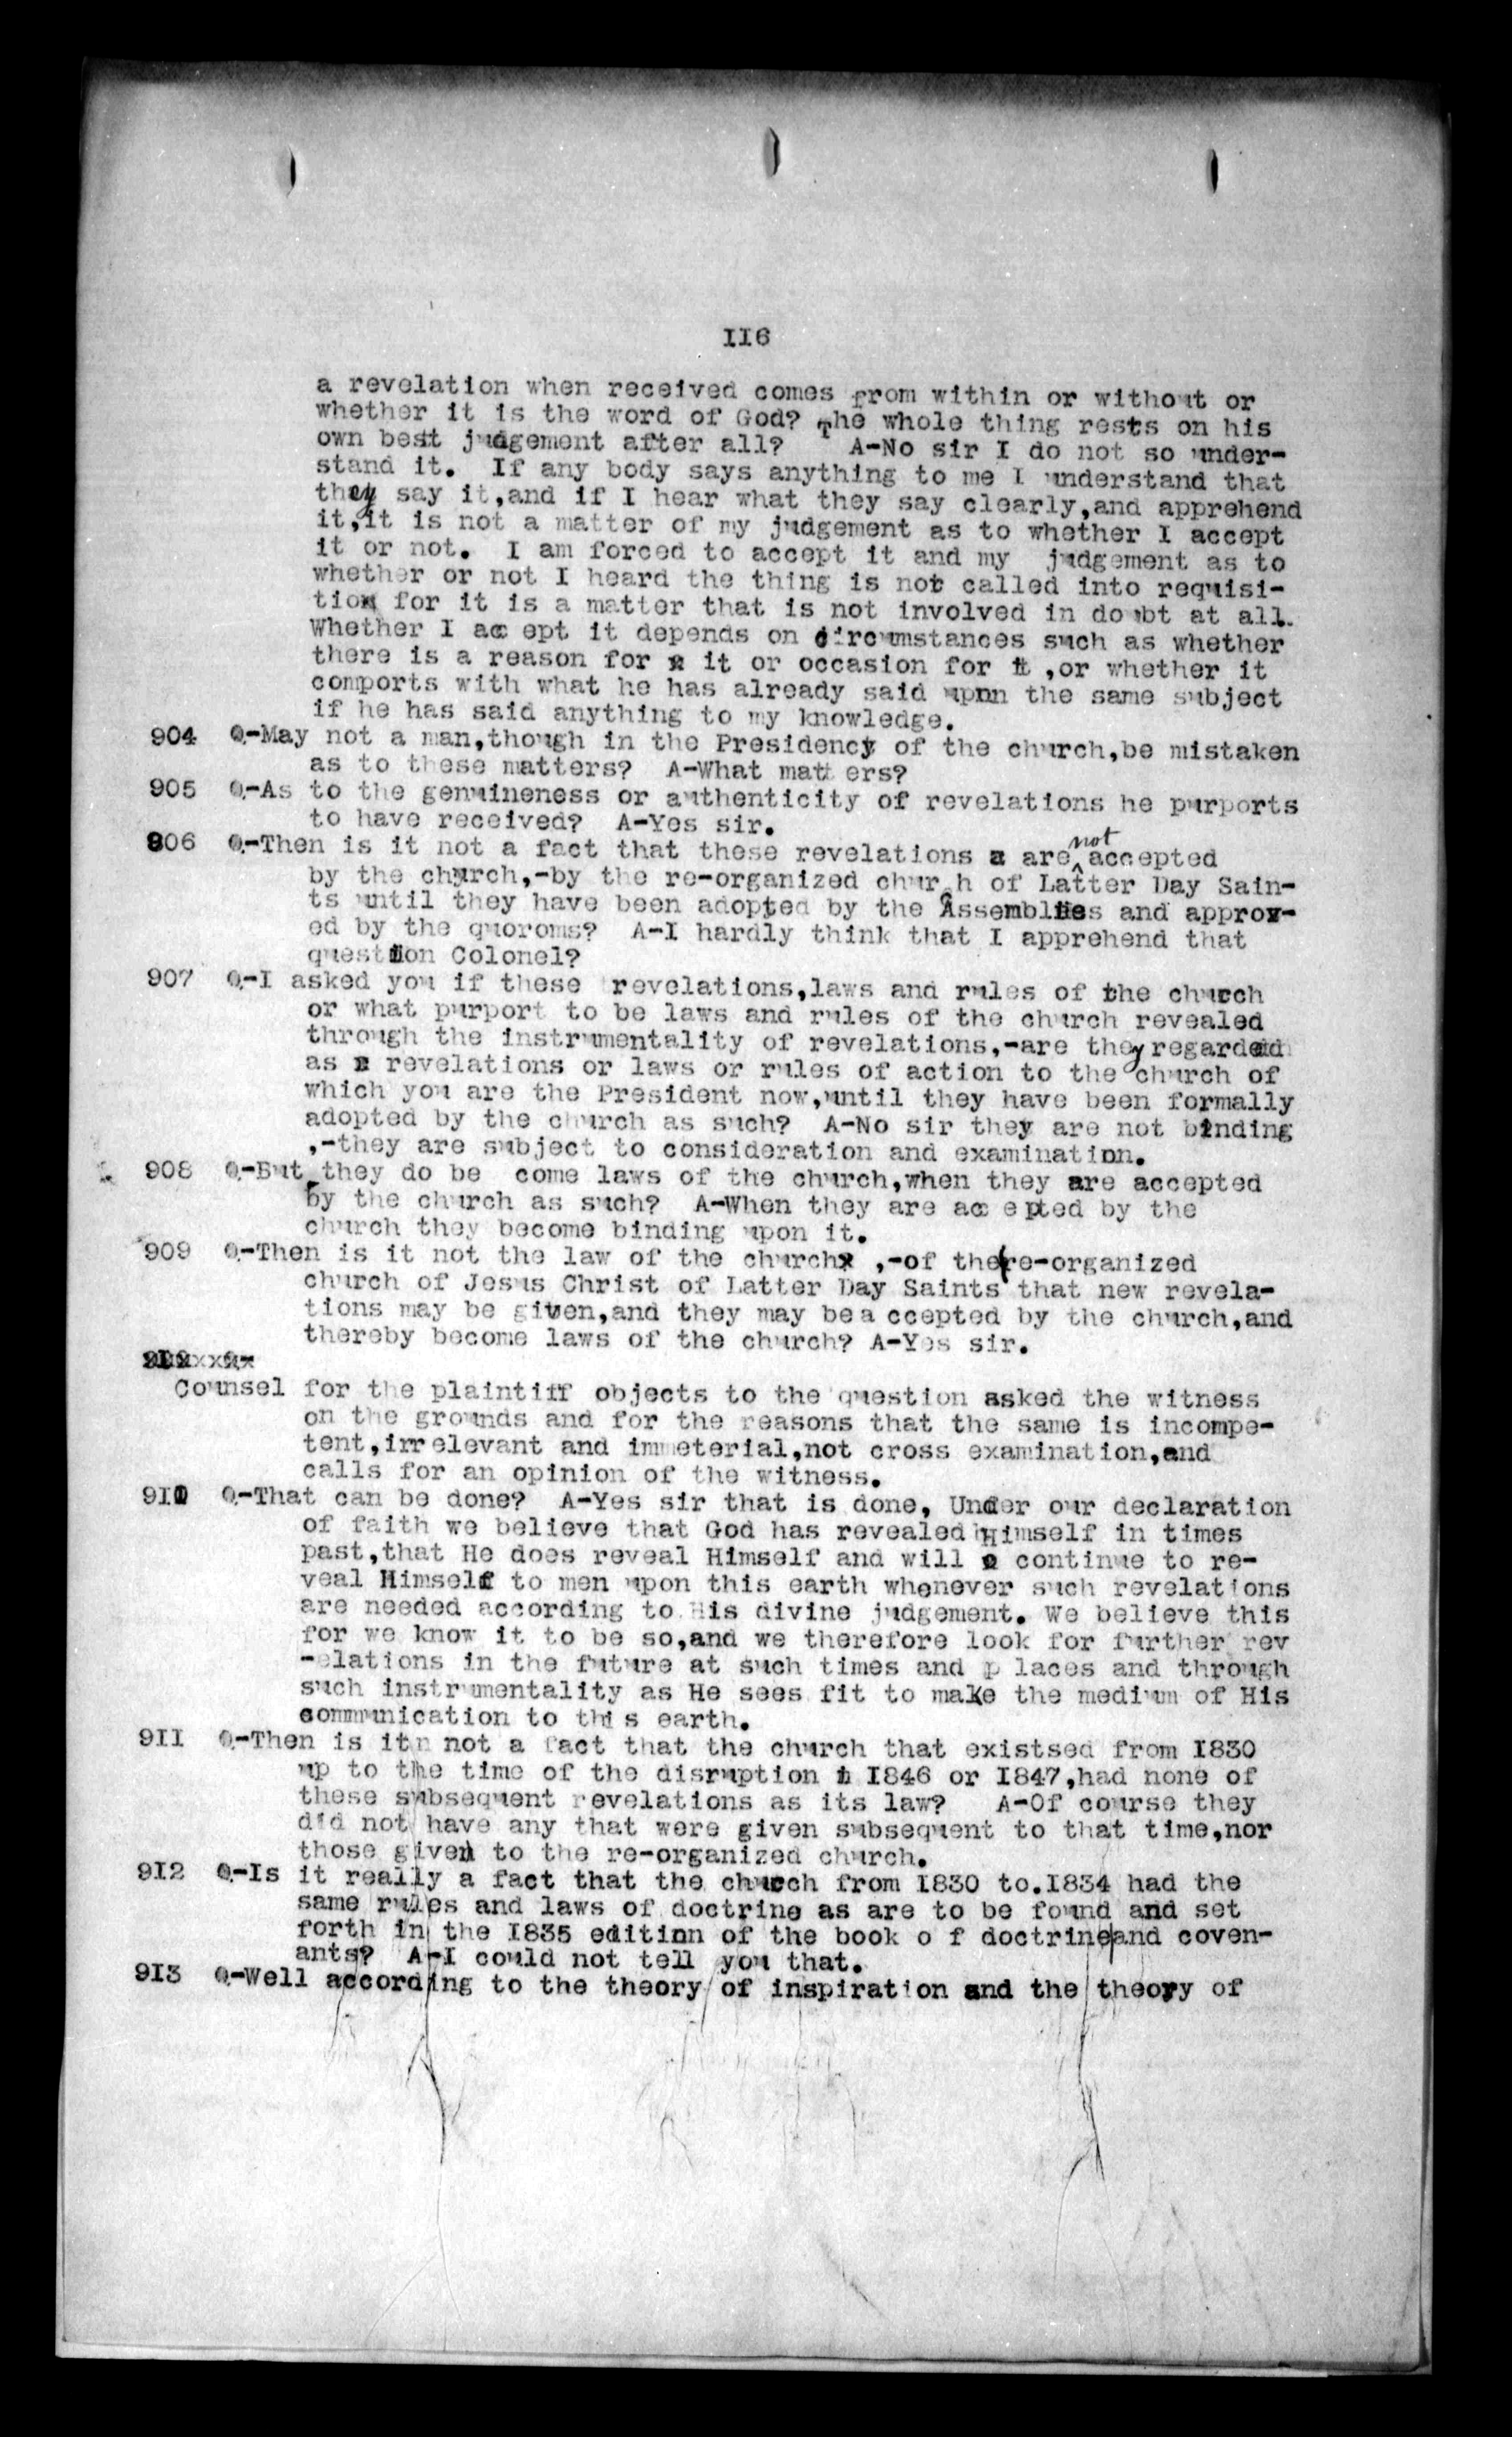 II6
a revelation when received comes from within or without or
whether it is the word of God? The whole thing rests on his
own best judgement after all?    A-No sir I do not so under-
stand it.  If any body says anything to me I understand that
they say it,and if I hear what they say clearly,and apprehend
it,it is not a matter of my judgement as to whether I accept
it or not.  I am forced to accept it and my  judgement as to
whether or not I heard the thing is not called into requisi-
tion for it is a matter that is not involved in doubt at all.
Whether I acc ept it depends on circumstances such as whether
there is a reason for it or occasion for it ,or whether it
comports with what he has already said upnn the same subject
if he has said anything to my knowledge.
904  Q-May not a man,though in the Presidency of the church,be mistaken
as to these matters?  A-What matt ers?
905  Q-As to the genuineness or authenticity of revelations he purports
to have received?  A-Yes sir.
906  Q-Then is it not a fact that these revelations are not accepted
by the church,-by the re-organized church of Latter Day Sain-
ts until they have been adopted by the Assemblies and approv-
ed by the quoroms?  A-I hardly think that I apprehend that
question Colonel?
907  Q-I asked you if these revelations,laws and rules of the church
or what purport to be laws and rules of the church revealed
through the instrumentality of revelations,-are they regarded
as revelations or laws or rules of action to the church of
which you are the President now,until they have been formally
adopted by the church as such?  A-No sir they are not binding
,-they are subject to consideration and examination.
908  Q-But they do be  come laws of the church,when they are accepted
by the church as such?  A-When they are acc epted by the
church they become binding upon it.
909  Q-Then is it not the law of the church ,-of the re-organized
church of Jesus Christ of Latter Day Saints that new revela-
tions may be given,and they may be a ccepted by the church,and
thereby become laws of the church? A-Yes sir.
Counsel for the plaintiff objects to the question asked the witness
on the grounds and for the reasons that the same is incompe-
tent,irrelevant and immeterial,not cross examination,and
calls for an opinion of the witness.
910  Q-That can be done?  A-Yes sir that is done, Under our declaration
of faith we believe that God has revealed Himself in times
past,that He does reveal Himself and will continue to re-
veal Himself to men upon this earth whenever such revelations
are needed according to His divine judgement. We believe this
for we know it to be so,and we therefore look for further rev
-elations in the future at such times and p laces and through
such instrumentality as He sees fit to make the medium of His
communication to this earth.
9II  Q-Then is it not a fact that the church that existsed from I830
up to the time of the disruption in I846 or I847,had none of
these subsequent revelations as its law?   A-Of course they
did not have any that were given subsequent to that time,nor
those given to the re-organized church.
9I2  Q-Is it really a fact that the church from I830 to.I834 had the
same rules and laws of doctrine as are to be found and set
forth in the I835 editinn of the book o f doctrine and coven-
ants?  A-I could not tell you that.
9I3  Q-Well according to the theory of inspiration and the theory of